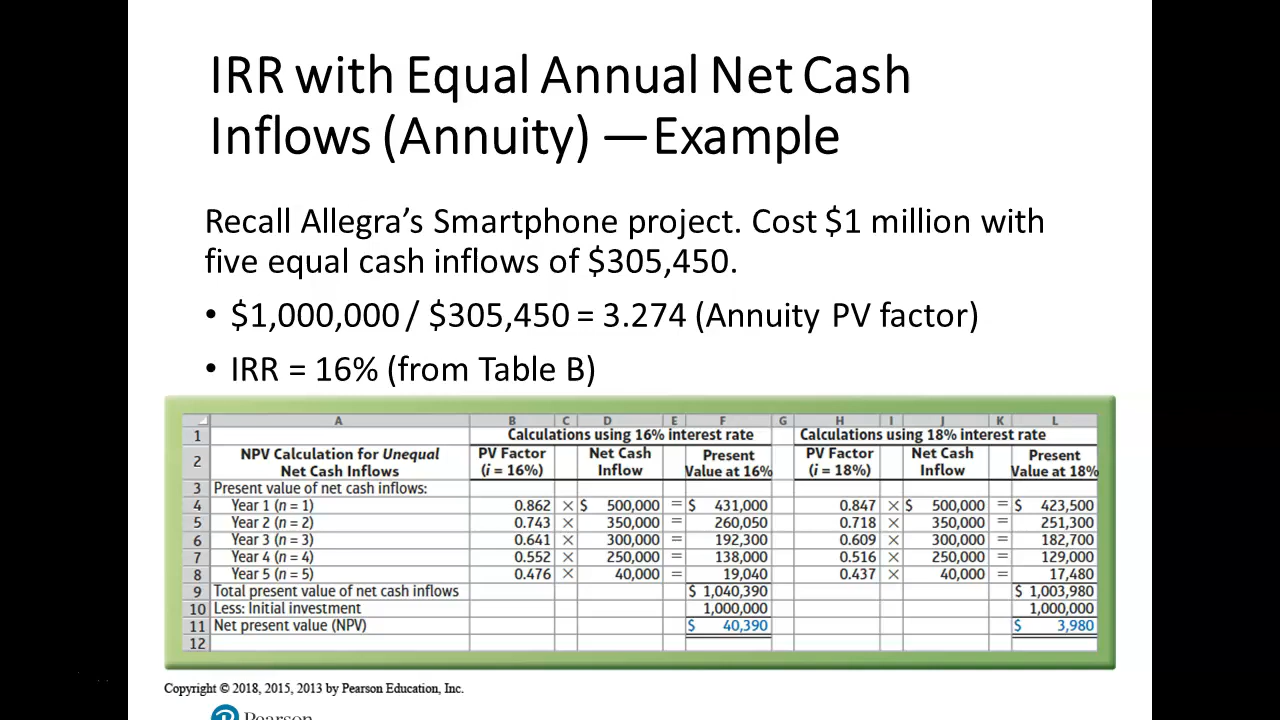 IRR with Equal Annual Net Cash
Inflows (Annuity) —Example
Recall Allegra's Smartphone project. Cost $1 million with
five equal cash inflows of $305,450.
• $1,000,000 / $305,450 = 3.274 (Annuity PV factor)
• IRR = 16% (from Table B)
A B C D E F G H I J K L
1 Calculations using 16% interest rate Calculations using 18% interest rate
2 NPV Calculation for Unequal Net Cash Inflows PV Factor (i = 16%) Net Cash Inflow Present Value at 16% PV Factor (i = 18%) Net Cash Inflow Present Value at 18%
3 Present value of net cash inflows:
4 Year 1 (n = 1) 0.862 × $ 500,000 = $ 431,000 0.847 × $ 500,000 = $ 423,500
5 Year 2 (n = 2) 0.743 × 350,000 = 260,050 0.718 × 350,000 = 251,300
6 Year 3 (n = 3) 0.641 × 300,000 = 192,300 0.609 × 300,000 = 182,700
7 Year 4 (n = 4) 0.552 × 250,000 = 138,000 0.516 × 250,000 = 129,000
8 Year 5 (n = 5) 0.476 × 40,000 = 19,040 0.437 × 40,000 = 17,480
9 Total present value of net cash inflows $ 1,040,390 $ 1,003,980
10 Less: Initial investment 1,000,000 1,000,000
11 Net present value (NPV) $ 40,390 $ 3,980
12
Copyright © 2018, 2015, 2013 by Pearson Education, Inc.
Pearson